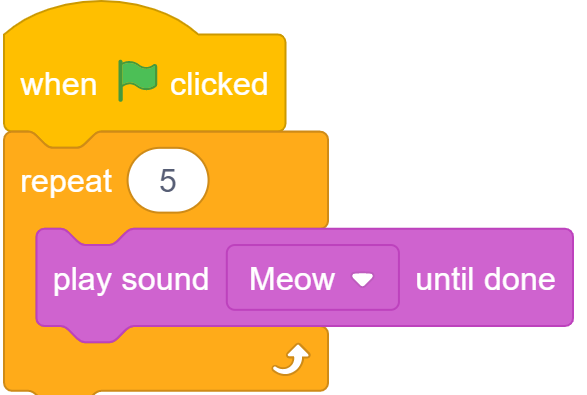 when clicked
repeat 5
play sound Meow until done